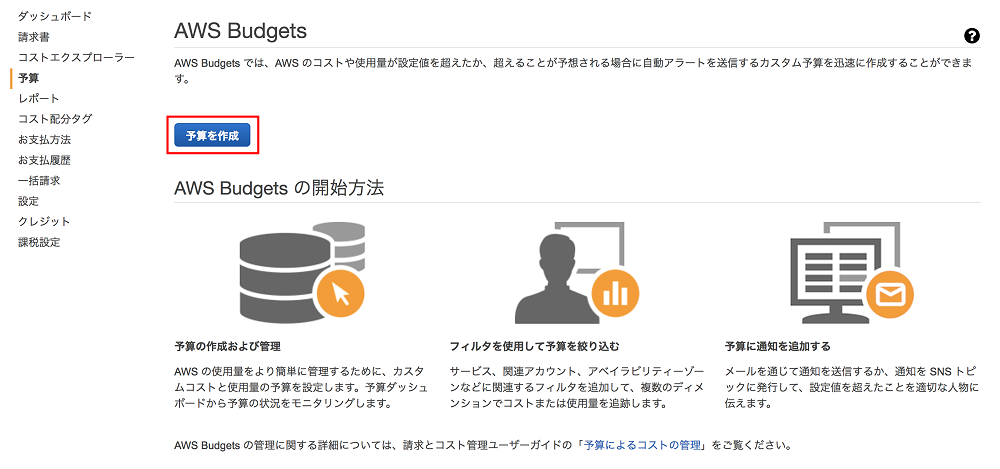 ダッシュボード
請求書
コストエクスプローラー
予算
レポート
コスト配分タグ
お支払方法
お支払履歴
一括請求
設定
クレジット
課税設定
AWS Budgets
?
AWS Budgets では、AWS のコストや使用量が設定値を超えたか、超えることが予想される場合に自動アラートを送信するカスタム予算を迅速に作成することができま
す。
予算を作成
AWS Budgets の開始方法
予算の作成および管理
AWS の使用量をより簡単に管理するために、カスタ
ムコストと使用量の予算を設定します。予算ダッシュ
ボードから予算の状況をモニタリングします。
フィルタを使用して予算を絞り込む
サービス、関連アカウント、アベイラビリティーゾー
ンなどに関連するフィルタを追加して、複数のディメ
ンションでコストまたは使用量を追跡します。
予算に通知を追加する
メールを通じて通知を送信するか、通知を SNS トピ
ックに発行して、設定値を超えたことを適切な人物に
伝えます。
AWS Budgets の管理に関する詳細については、請求とコスト管理ユーザーガイドの「予算によるコストの管理」をご覧ください。